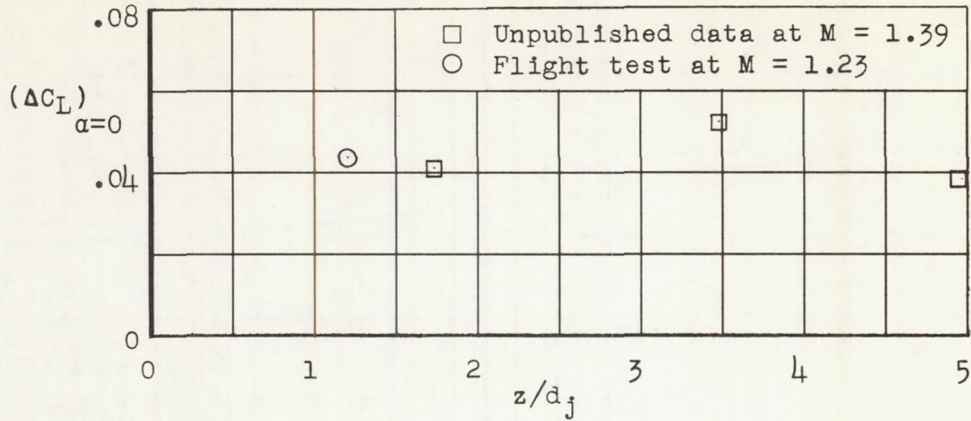 .08
□ Unpublished data at M = 1.39
○ Flight test at M = 1.23
(ΔC_L)α=0
.04
0
0 1 2 3 4 5
z/d_j